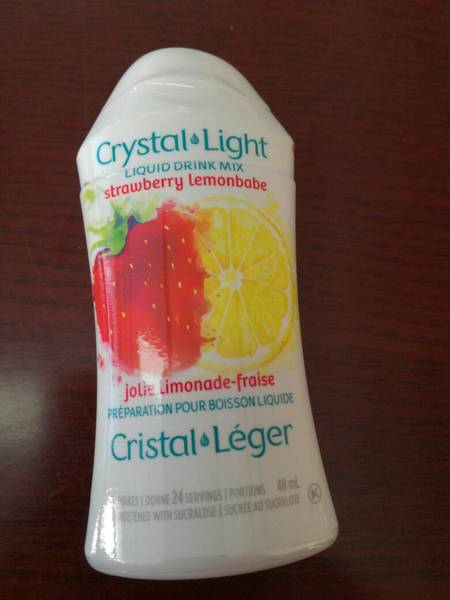 Crystal Light
LIQUID DRINK MIX
strawberry lemonbabe
jolie limonade-fraise
PRÉPARATION POUR BOISSON LIQUIDE
Cristal Léger
DONNE 24 SERVINGS | PORTIONS 48 mL
WITH SUCRALOSE | SUCRÉE AU SUCRALOSE